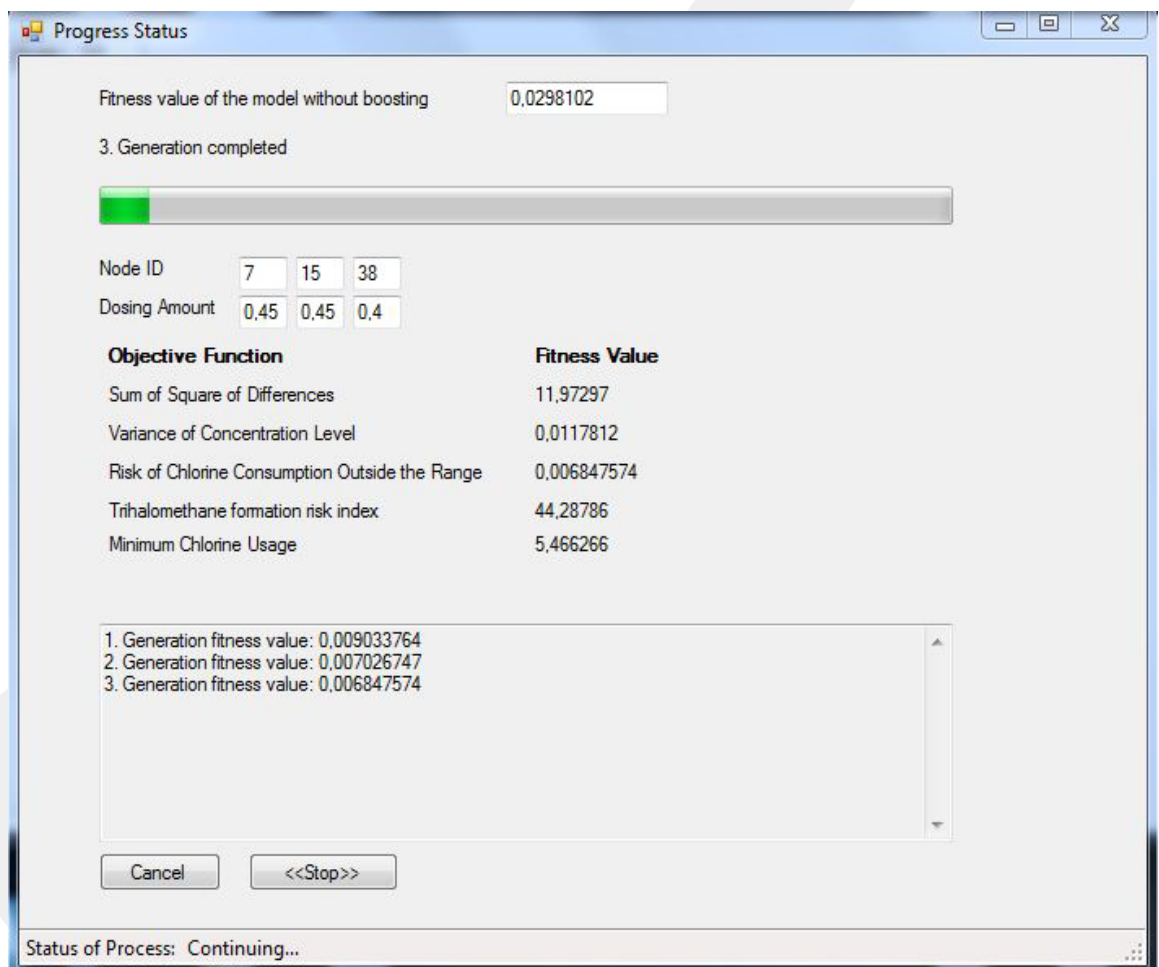 Progress Status
Fitness value of the model without boosting 0,0298102
3. Generation completed
Node ID 7 15 38
Dosing Amount 0,45 0,45 0,4
Objective Function Fitness Value
Sum of Square of Differences 11,97297
Variance of Concentration Level 0,0117812
Risk of Chlorine Consumption Outside the Range 0,006847574
Trihalomethane formation risk index 44,28786
Minimum Chlorine Usage 5,466266
1. Generation fitness value: 0,009033764
2. Generation fitness value: 0,007026747
3. Generation fitness value: 0,006847574
Cancel <<Stop>>
Status of Process: Continuing...